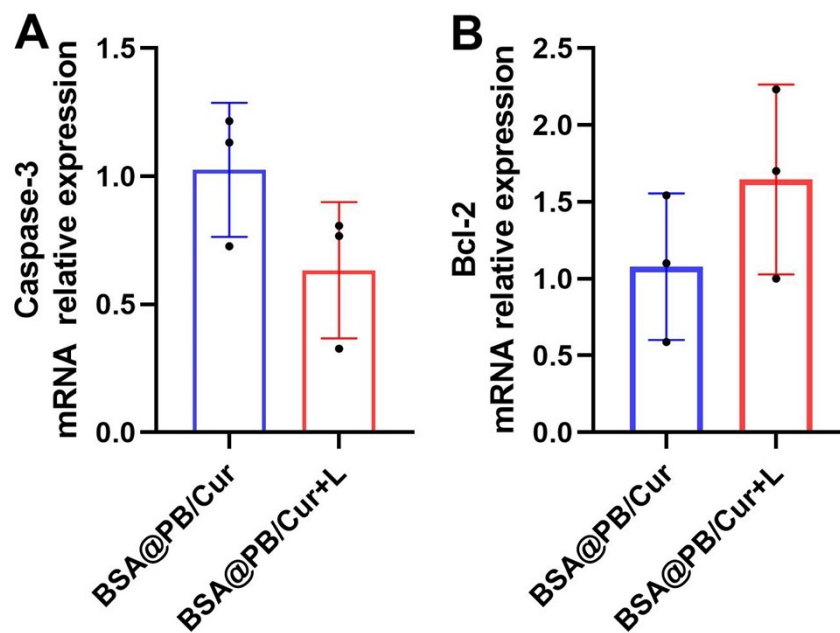 A
Caspase-3
mRNA relative expression
1.5
1.0
0.5
0.0
BSA@PB/Cur
BSA@PB/Cur+L
B
Bcl-2
mRNA relative expression
2.5
2.0
1.5
1.0
0.5
0.0
BSA@PB/Cur
BSA@PB/Cur+L